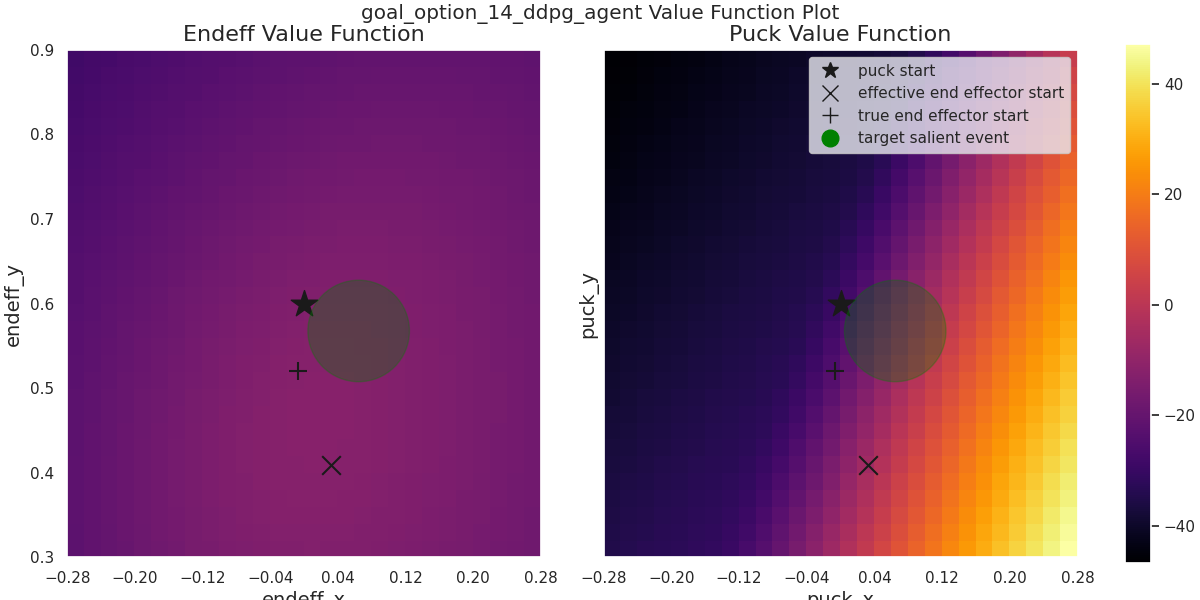 goal_option_14_ddpg_agent Value Function Plot
Endeff Value Function
Puck Value Function
0.9
0.8
0.7
0.6
0.5
0.4
0.3
endeff_y
−0.28 −0.20 −0.12 −0.04 0.04 0.12 0.20 0.28
endeff_x
puck_y
puck start
effective end effector start
true end effector start
target salient event
−0.28 −0.20 −0.12 −0.04 0.04 0.12 0.20 0.28
puck_x
40
20
0
−20
−40